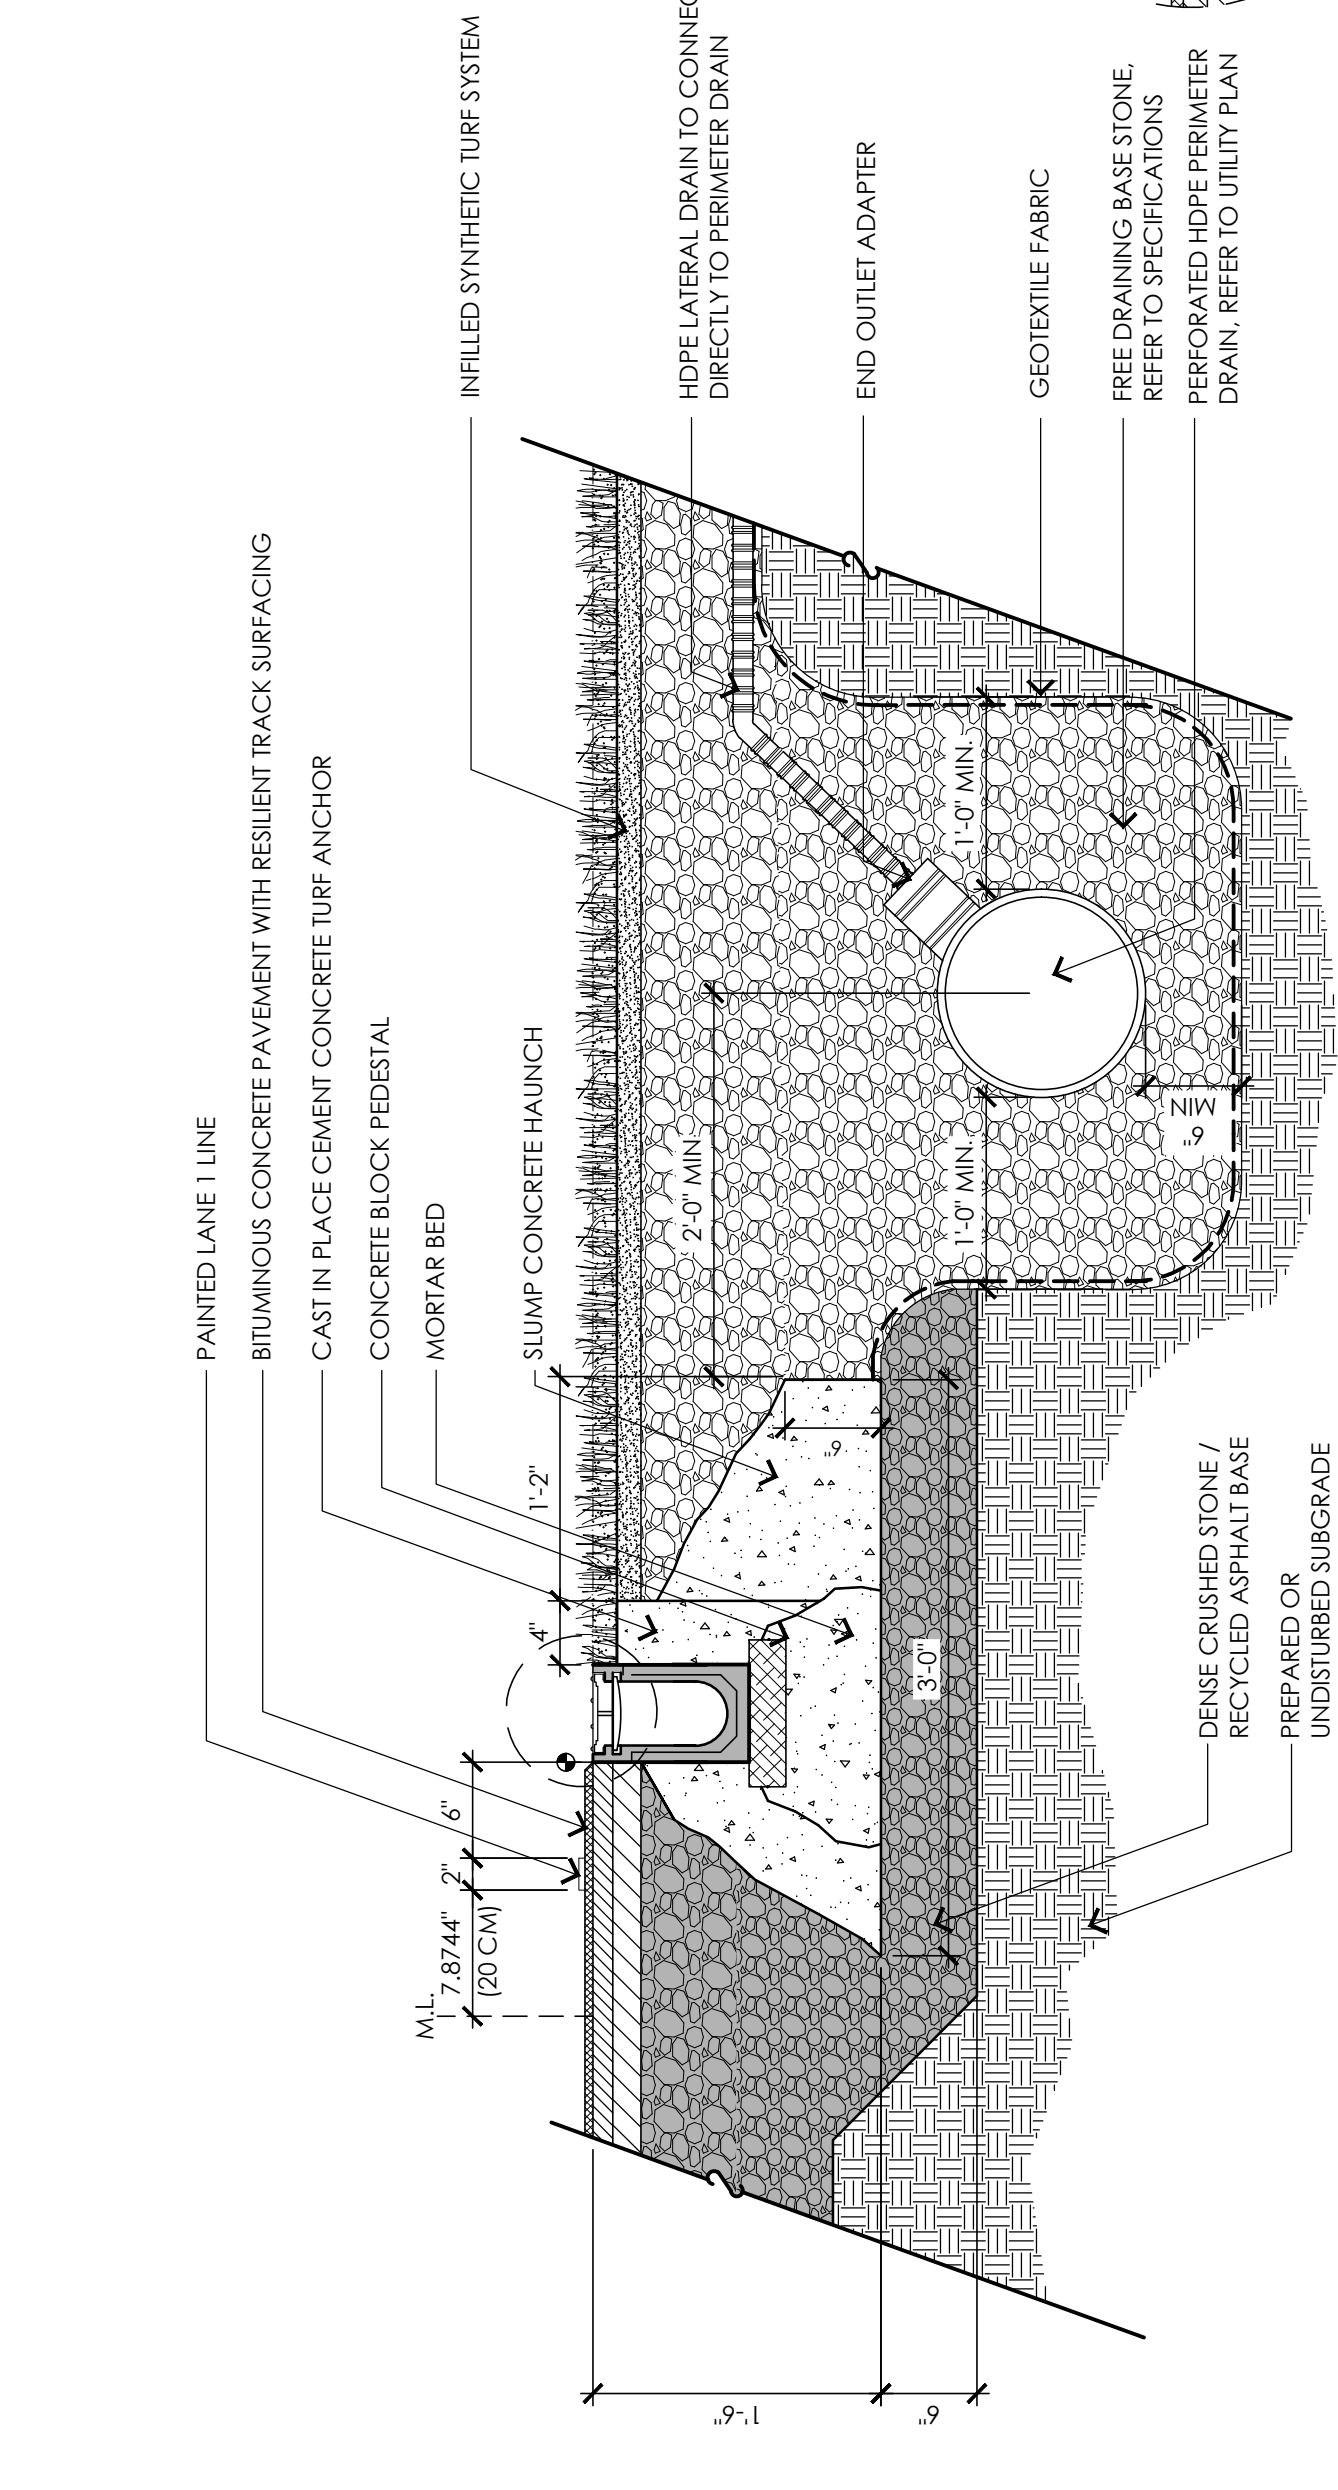 PAINTED LANE 1 LINE
BITUMINOUS CONCRETE PAVEMENT WITH RESILIENT TRACK SURFACING
CAST IN PLACE CEMENT CONCRETE TURF ANCHOR
CONCRETE BLOCK PEDESTAL
MORTAR BED
SLUMP CONCRETE HAUNCH
INFILLED SYNTHETIC TURF SYSTEM
HDPE LATERAL DRAIN TO CONNEC
DIRECTLY TO PERIMETER DRAIN
END OUTLET ADAPTER
GEOTEXTILE FABRIC
FREE DRAINING BASE STONE,
REFER TO SPECIFICATIONS
PERFORATED HDPE PERIMETER
DRAIN, REFER TO UTILITY PLAN
M.L.
7.8744"
(20 CM)
2"
6"
4"
1'-2"
2'-0" MIN
1'-0" MIN.
1'-0" MIN.
6"
MIN
6"
3'-0"
1'-6"
6"
DENSE CRUSHED STONE /
RECYCLED ASPHALT BASE
PREPARED OR
UNDISTURBED SUBGRADE